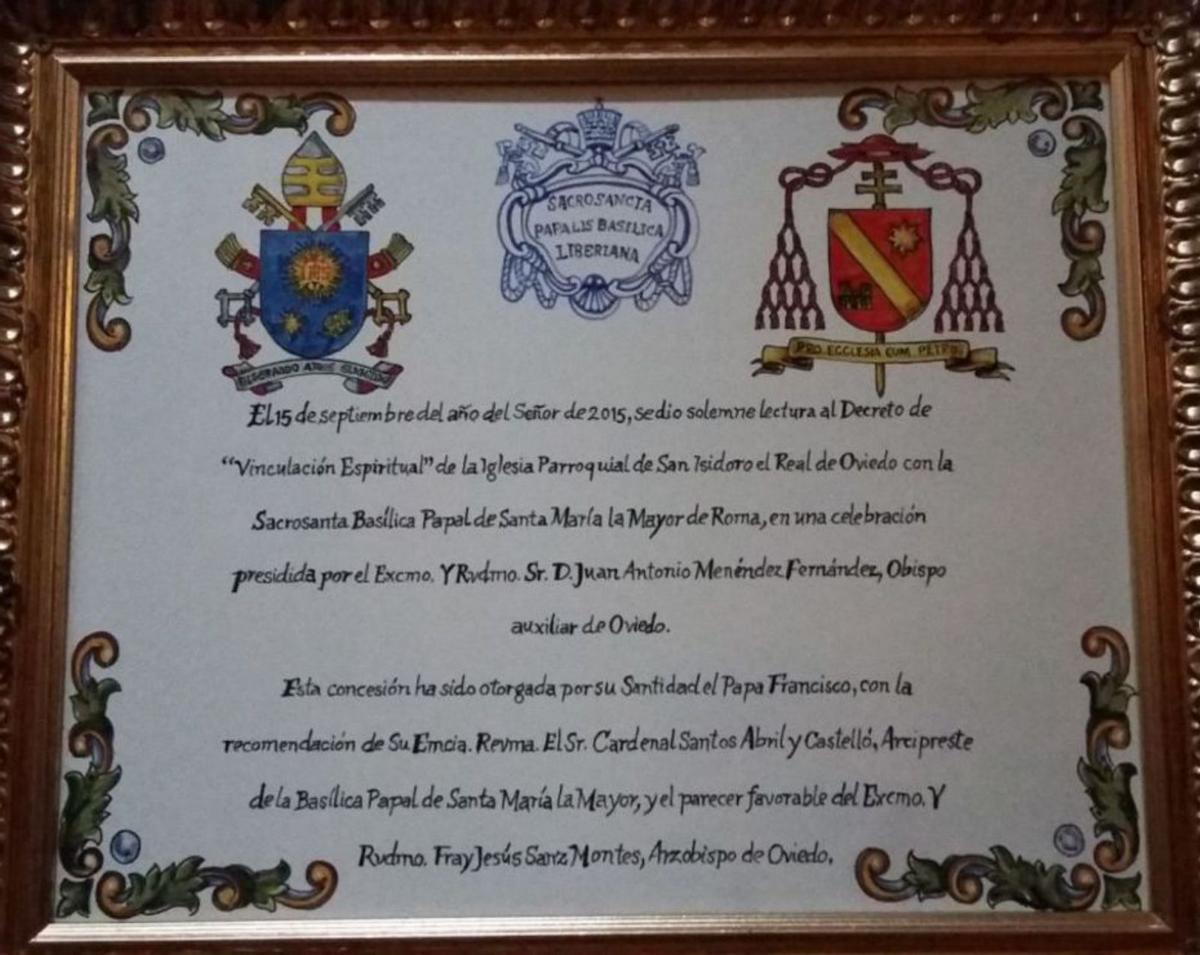 SACROSANCTA
PAPALIS BASILICA
LIBERIANA
PRO ECCLESIA CUM PETRO
El 15 de septiembre del año del Señor de 2015, se dio solemne lectura al Decreto de
“Vinculación Espiritual” de la Iglesia Parroquial de San Isidoro el Real de Oviedo con la
Sacrosanta Basílica Papal de Santa María la Mayor de Roma, en una celebración
presidida por el Excmo. Y Rvdmo. Sr. D. Juan Antonio Menéndez Fernández, Obispo
auxiliar de Oviedo.
Esta concesión ha sido otorgada por su Santidad el Papa Francisco, con la
recomendación de Su Emcia. Revma. El Sr. Cardenal Santos Abril y Castelló, Arcipreste
de la Basílica Papal de Santa María la Mayor, y el parecer favorable del Excmo. Y
Rvdmo. Fray Jesús Sanz Montes, Arzobispo de Oviedo.